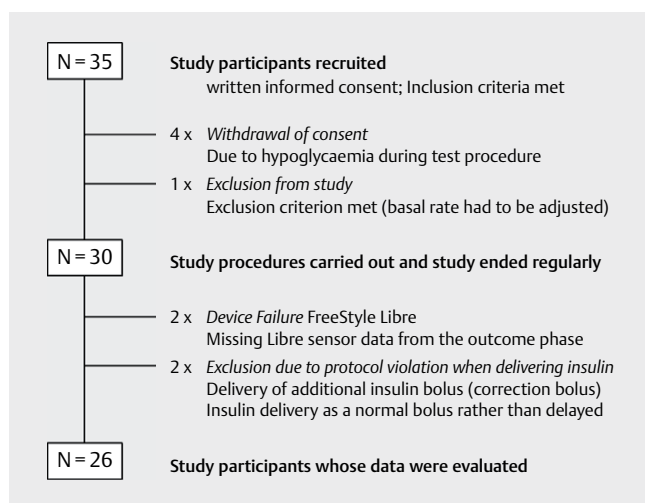 N = 35 Study participants recruited
written informed consent; Inclusion criteria met
4 x Withdrawal of consent
Due to hypoglycaemia during test procedure
1 x Exclusion from study
Exclusion criterion met (basal rate had to be adjusted)
N = 30 Study procedures carried out and study ended regularly
2 x Device Failure FreeStyle Libre
Missing Libre sensor data from the outcome phase
2 x Exclusion due to protocol violation when delivering insulin
Delivery of additional insulin bolus (correction bolus)
Insulin delivery as a normal bolus rather than delayed
N = 26 Study participants whose data were evaluated